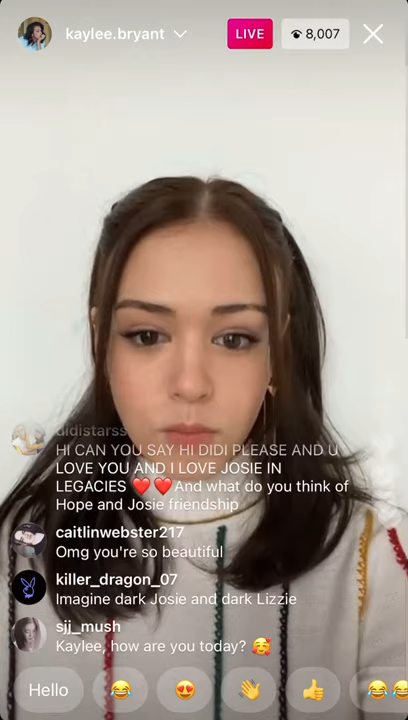 kaylee.bryant
LIVE
8,007
didistarss
HI CAN YOU SAY HI DIDI PLEASE AND U
LOVE YOU AND I LOVE JOSIE IN
LEGACIES ❤️❤️And what do you think of
Hope and Josie friendship
caitlinwebster217
Omg you're so beautiful
killer_dragon_07
Imagine dark Josie and dark Lizzie
sjj_mush
Kaylee, how are you today? 🥰
Hello 😂 😍 👋 👍 😂😂